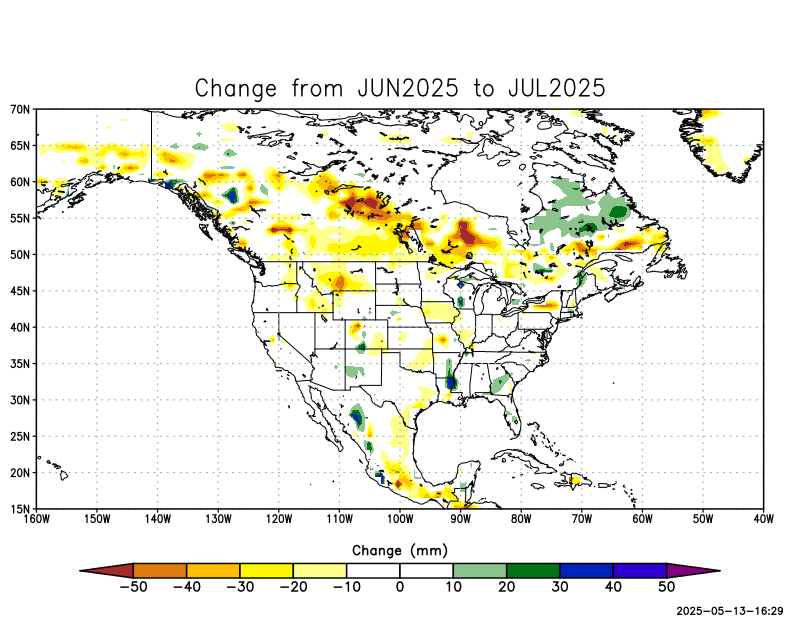 Change from JUN2025 to JUL2025
70N
65N
60N
55N
50N
45N
40N
35N
30N
25N
20N
15N
160W 150W 140W 130W 120W 110W 100W 90W 80W 70W 60W 50W 40W
Change (mm)
−50 −40 −30 −20 −10 0 10 20 30 40 50
2025-05-13-16:29